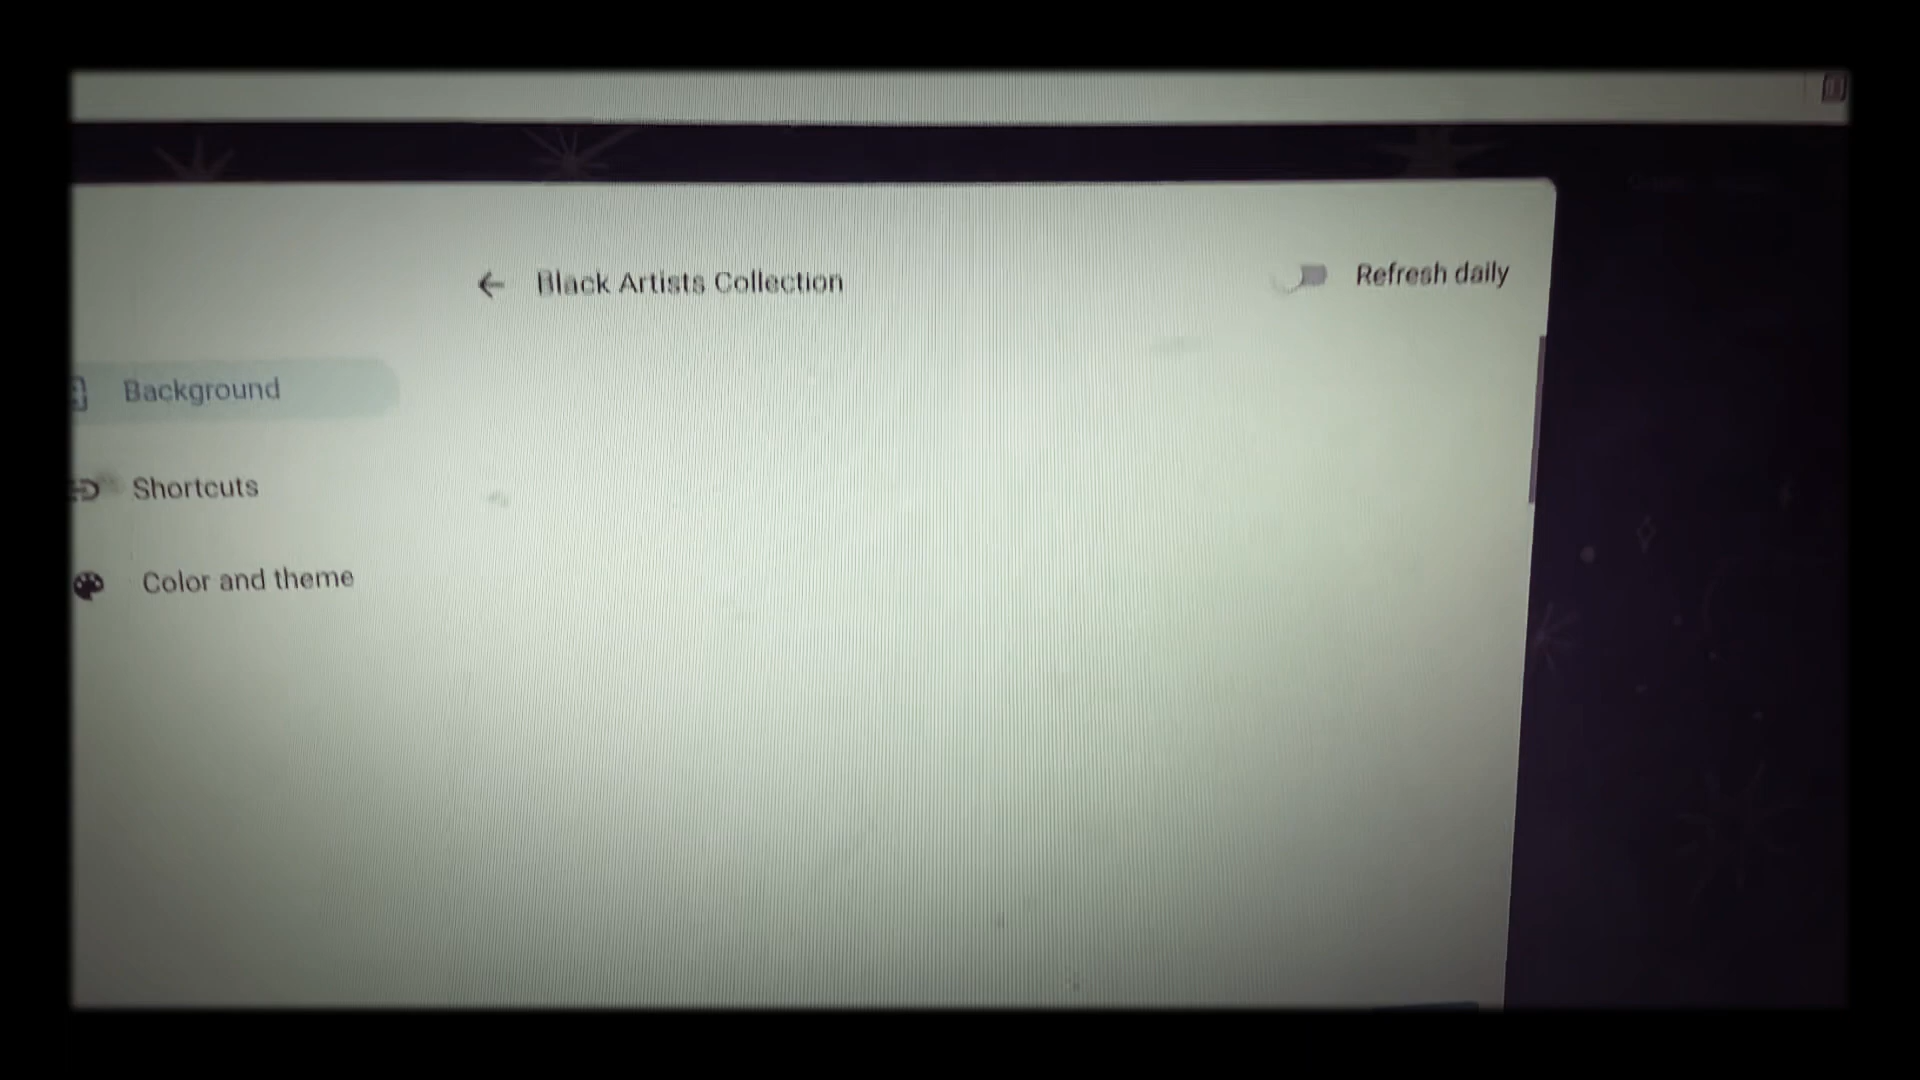 Black Artists Collection
Refresh daily
Background
Shortcuts
Color and theme